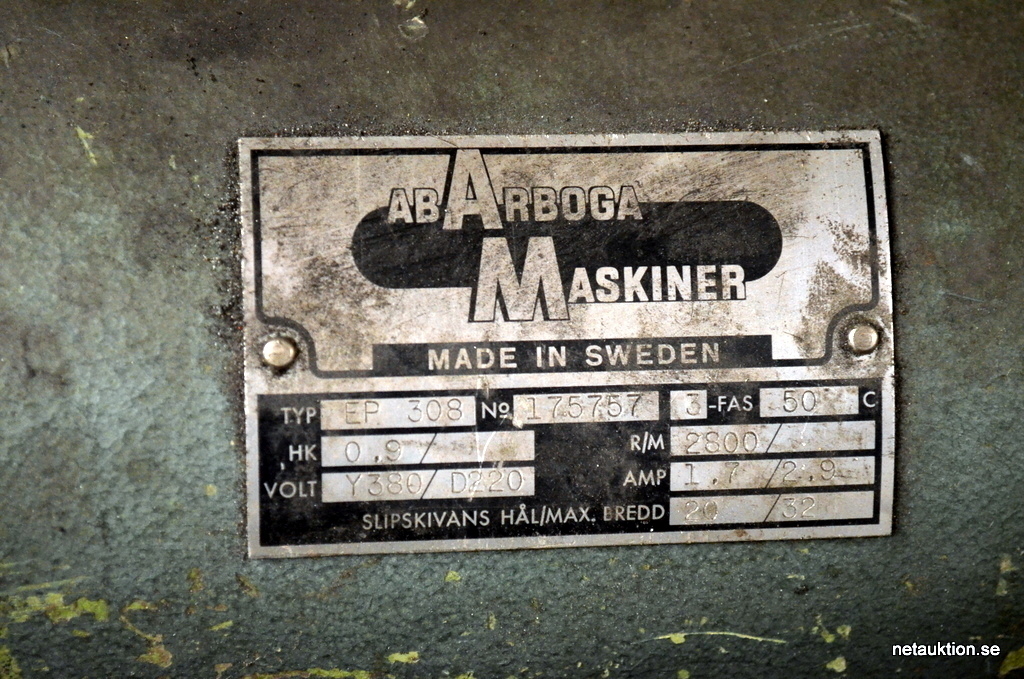 AB ARBOGA
MASKINER
MADE IN SWEDEN
TYP EP 308 No 175757 3-FAS 50 C
HK 0,9/ R/M 2800/
VOLT Y380/ D220 AMP 1,7/2,9
SLIPSKIVANS HÅL/MAX. BREDD 20 /32
netauktion.se